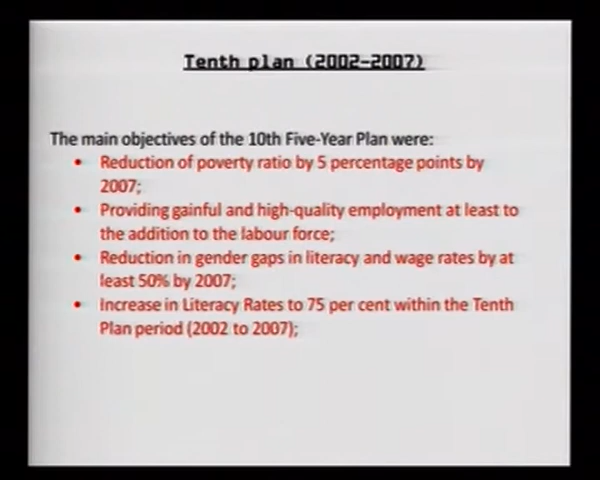 Tenth plan (2002-2007)
The main objectives of the 10th Five-Year Plan were:
• Reduction of poverty ratio by 5 percentage points by
2007;
• Providing gainful and high-quality employment at least to
the addition to the labour force;
• Reduction in gender gaps in literacy and wage rates by at
least 50% by 2007;
• Increase in Literacy Rates to 75 per cent within the Tenth
Plan period (2002 to 2007);